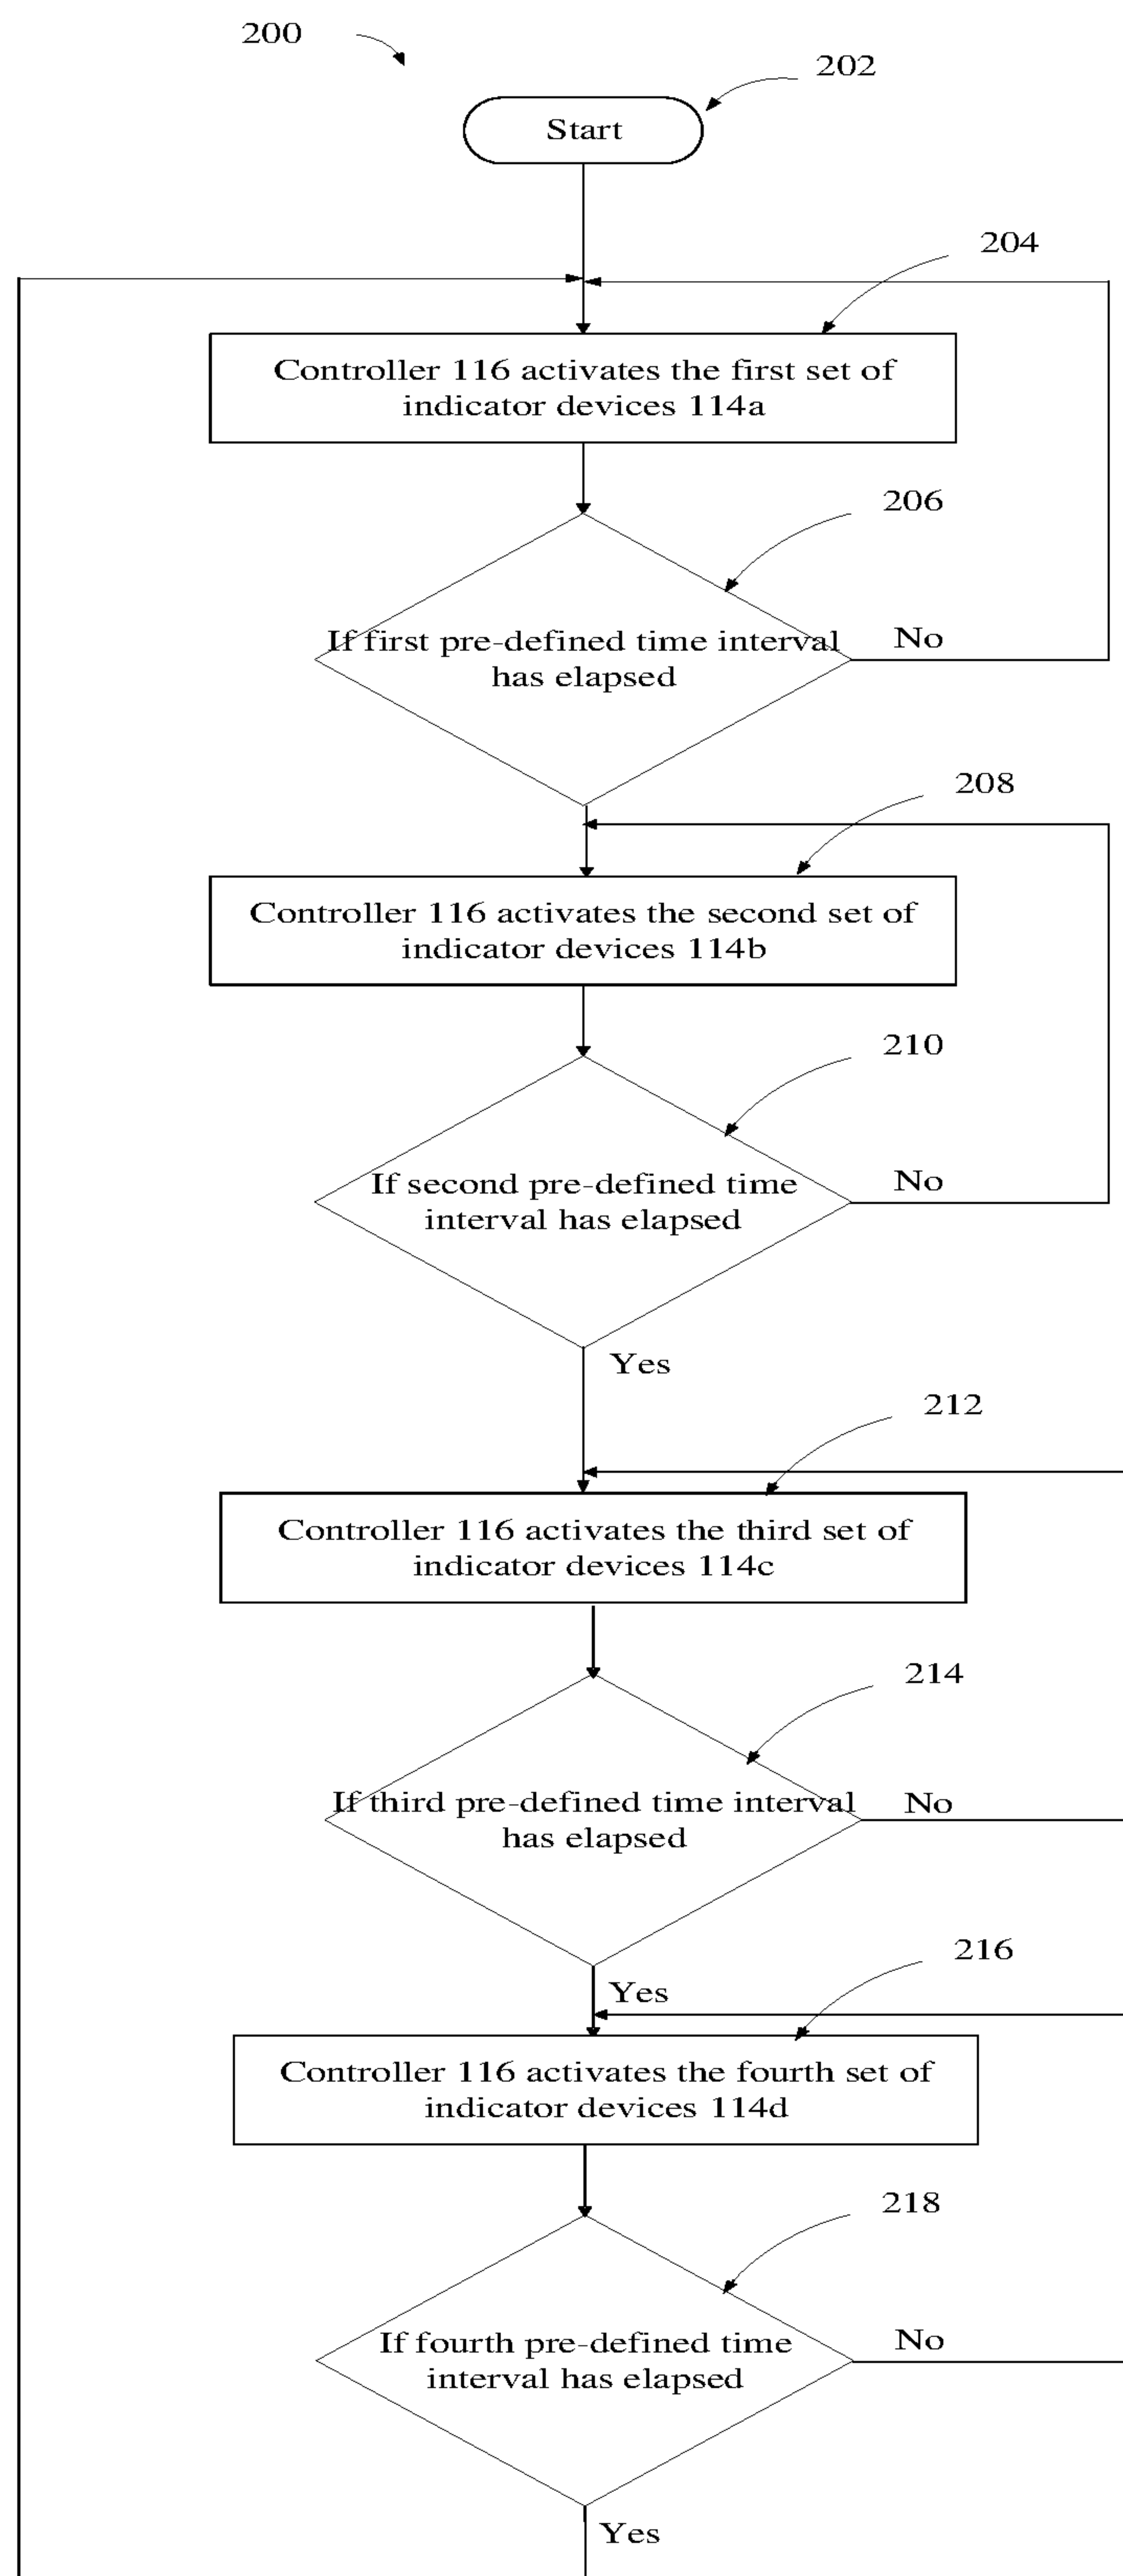 200
202
Start
204
Controller 116 activates the first set of
indicator devices 114a
206
If first pre-defined time interval
has elapsed
No
208
Controller 116 activates the second set of
indicator devices 114b
210
If second pre-defined time
interval has elapsed
No
Yes
212
Controller 116 activates the third set of
indicator devices 114c
214
If third pre-defined time interval
has elapsed
No
216
Yes
Controller 116 activates the fourth set of
indicator devices 114d
218
If fourth pre-defined time
interval has elapsed
No
Yes